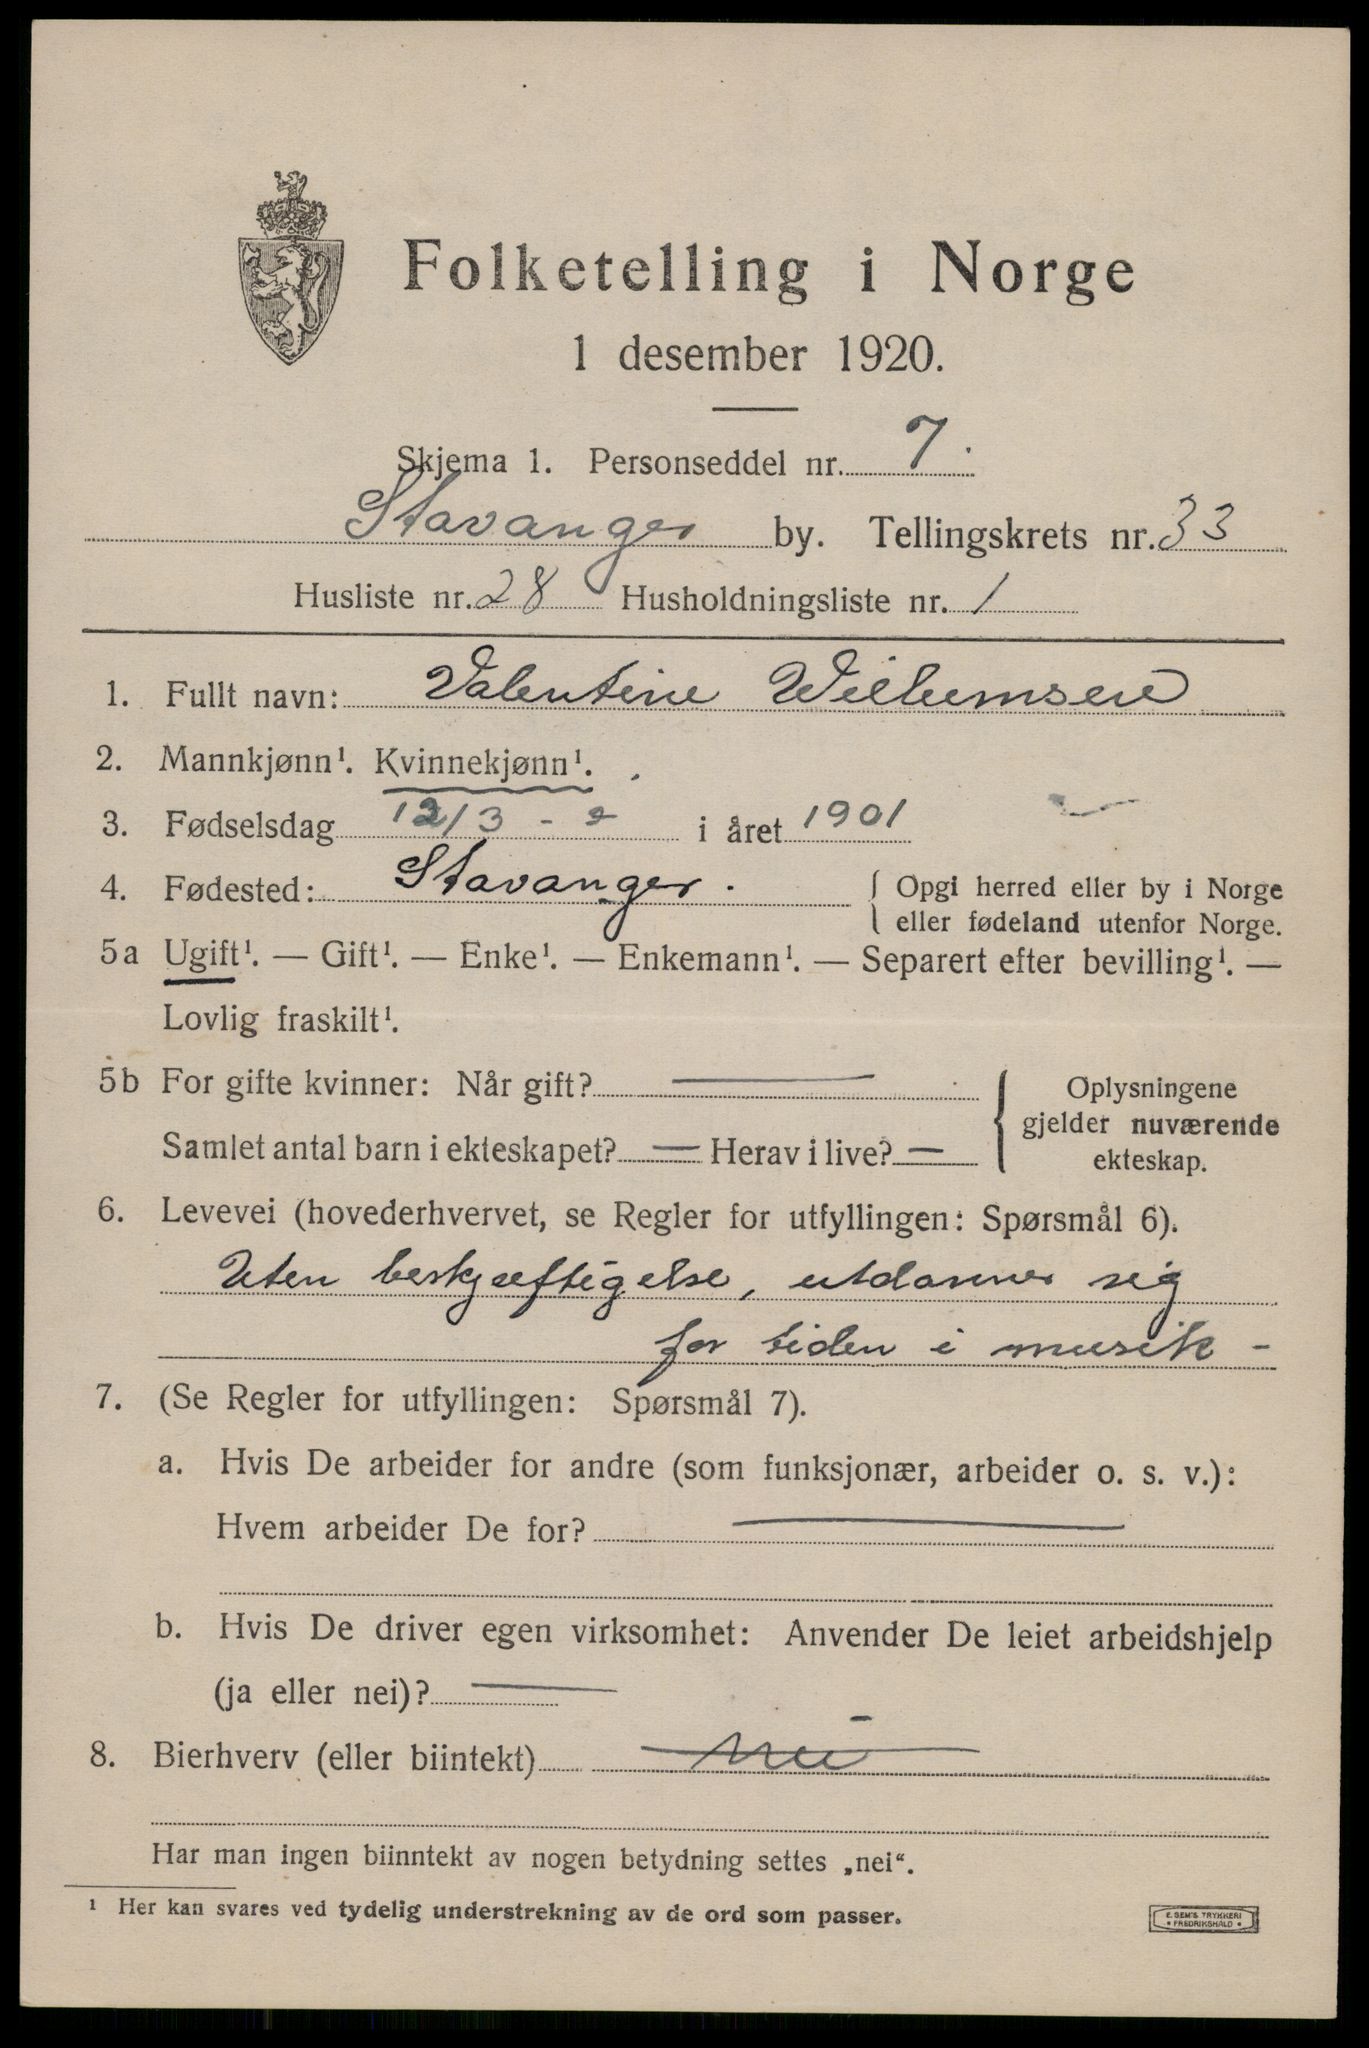 Folketelling i Norge
1 desember 1920.
Skjema 1. Personseddel nr. 7.
Stavanger by. Tellingskrets nr. 33
Husliste nr. 28 Husholdningsliste nr. 1
1. Fullt navn: Valentine Wilhemsen
2. Mannkjønn¹. Kvinnekjønn¹.
3. Fødselsdag 12/3 - i året 1901
4. Fødested: Stavanger. { Opgi herred eller by i Norge
eller fødeland utenfor Norge.
5a Ugift¹. — Gift¹. — Enke¹. — Enkemann¹. — Separert efter bevilling¹. —
Lovlig fraskilt¹.
5b For gifte kvinner: Når gift? —
Samlet antal barn i ekteskapet? — Herav i live? —
{ Oplysningene
gjelder nuværende
ekteskap.
6. Levevei (hovederhvervet, se Regler for utfyllingen: Spørsmål 6).
Uten beskjæftigelse, utdanner sig
for tiden i musik -
7. (Se Regler for utfyllingen: Spørsmål 7).
a. Hvis De arbeider for andre (som funksjonær, arbeider o. s. v.):
Hvem arbeider De for? —
b. Hvis De driver egen virksomhet: Anvender De leiet arbeidshjelp
(ja eller nei)? —
8. Bierhverv (eller biintekt) nei
Har man ingen biinntekt av nogen betydning settes „nei“.
¹ Her kan svares ved tydelig understrekning av de ord som passer.
E. SEM'S TRYKKERI
• FREDRIKSHALD •